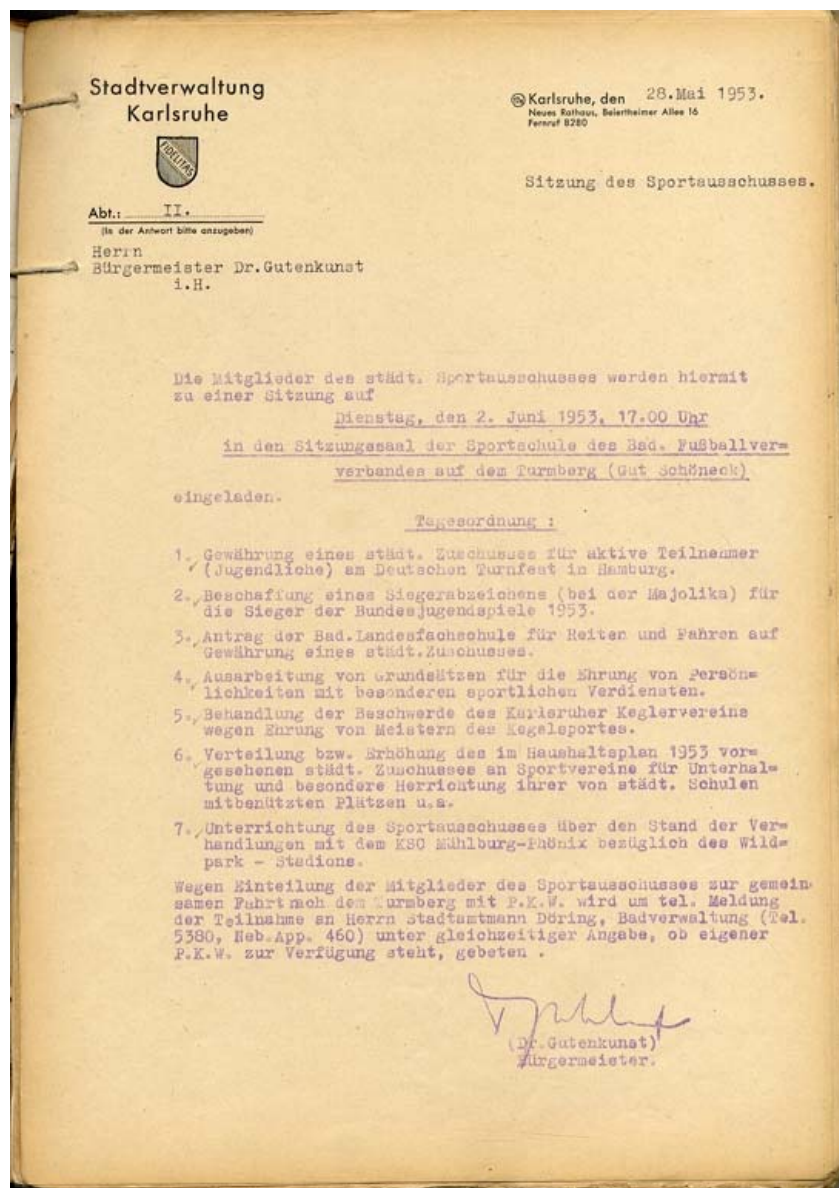 Stadtverwaltung
Karlsruhe
FIDELITAS
Abt.: II.
(In der Antwort bitte anzugeben)
Karlsruhe, den 28.Mai 1953.
Neues Rathaus, Beiertheimer Allee 16
Fernruf 8280
Sitzung des Sportausschusses.
Herrn
Bürgermeister Dr.Gutenkunst
i.H.
Die Mitglieder des städt. Sportausschusses werden hiermit
zu einer Sitzung auf
Dienstag, den 2. Juni 1953, 17.00 Uhr
in den Sitzungssaal der Sportschule des Bad. Fußballver=
verbandes auf dem Turmberg (Gut Schöneck)
eingeladen.
Tagesordnung :
1. Gewährung eines städt. Zuschusses für aktive Teilnehmer
(Jugendliche) am Deutschen Turnfest in Hamburg.
2. Beschaffung eines Siegerabzeichens (bei der Majolika) für
die Sieger der Bundesjugendspiele 1953.
3. Antrag der Bad.Landesfachschule für Reiten und Fahren auf
Gewährung eines städt.Zuschusses.
4. Ausarbeitung von Grundsätzen für die Ehrung von Persön=
lichkeiten mit besonderen sportlichen Verdiensten.
5. Behandlung der Beschwerde des Karlsruher Keglervereins
wegen Ehrung von Meistern des Kegelsportes.
6. Verteilung bzw. Erhöhung des im Haushaltsplan 1953 vor=
gesehenen städt. Zuschusses an Sportvereine für Unterhal=
tung und besondere Herrichtung ihrer von städt. Schulen
mitbenützten Plätzen u.a.
7. Unterrichtung des Sportausschusses über den Stand der Ver=
handlungen mit dem KSC Mühlburg-Phönix bezüglich des Wild=
park - Stadions.
Wegen Einteilung der Mitglieder des Sportausschusses zur gemein=
samen Fahrt nach dem Turmberg mit P.K.W. wird um tel. Meldung
der Teilnahme an Herrn Stadtamtmann Döring, Badverwaltung (Tel.
5380, Neb.App. 460) unter gleichzeitiger Angabe, ob eigener
P.K.W. zur Verfügung steht, gebeten .
(Dr.Gutenkunst)
Bürgermeister.